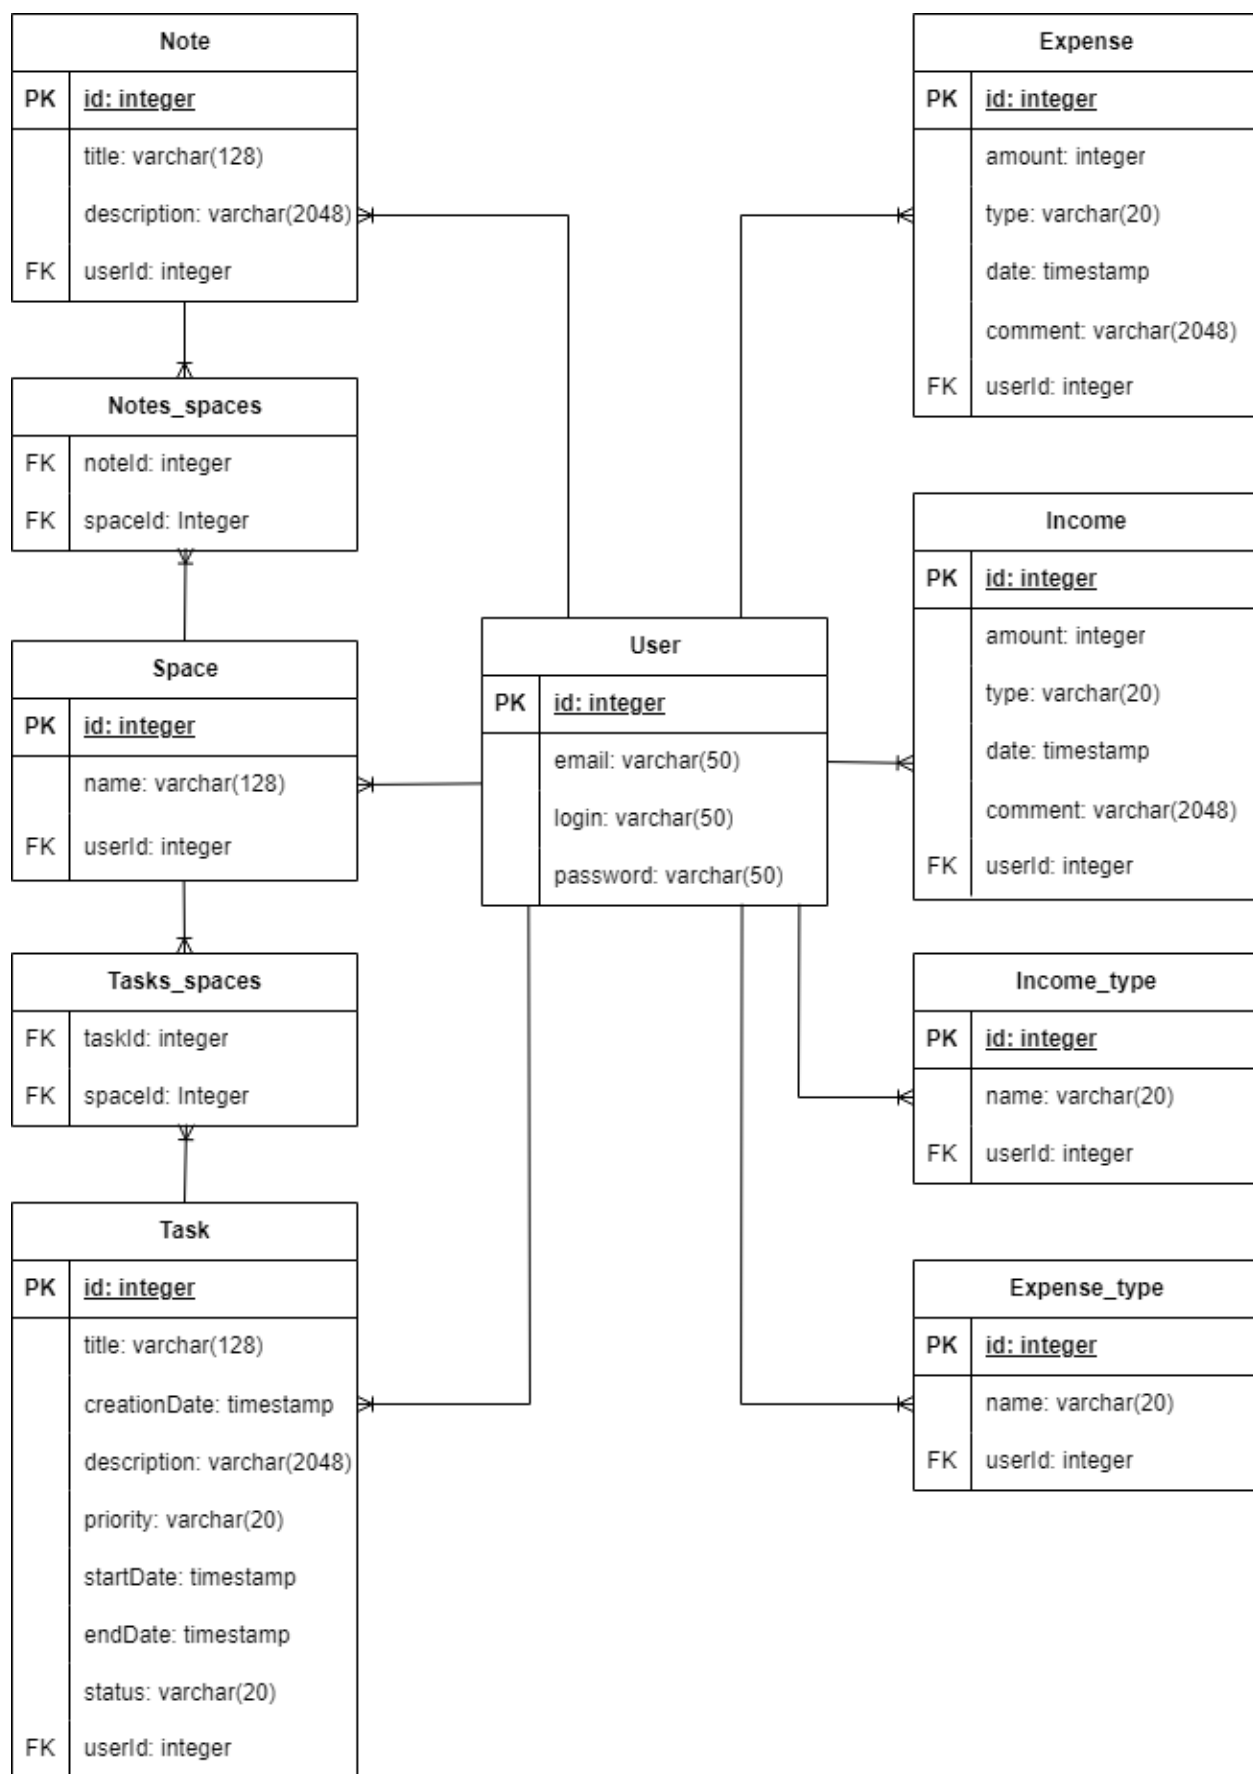 Note
PK id: integer
title: varchar(128)
description: varchar(2048)
FK userId: integer
Notes_spaces
FK noteId: integer
FK spaceId: Integer
Space
PK id: integer
name: varchar(128)
FK userId: integer
Tasks_spaces
FK taskId: integer
FK spaceId: Integer
Task
PK id: integer
title: varchar(128)
creationDate: timestamp
description: varchar(2048)
priority: varchar(20)
startDate: timestamp
endDate: timestamp
status: varchar(20)
FK userId: integer
User
PK id: integer
email: varchar(50)
login: varchar(50)
password: varchar(50)
Expense
PK id: integer
amount: integer
type: varchar(20)
date: timestamp
comment: varchar(2048)
FK userId: integer
Income
PK id: integer
amount: integer
type: varchar(20)
date: timestamp
comment: varchar(2048)
FK userId: integer
Income_type
PK id: integer
name: varchar(20)
FK userId: integer
Expense_type
PK id: integer
name: varchar(20)
FK userId: integer